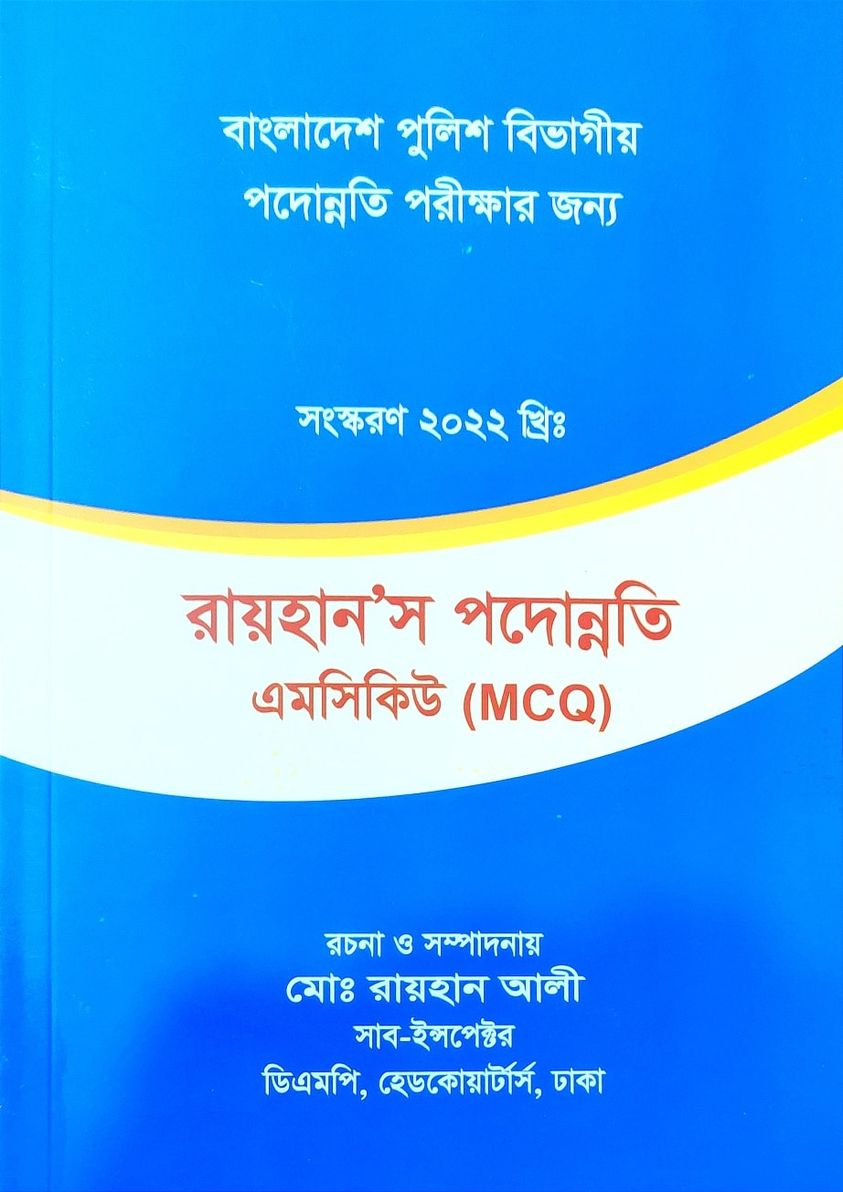 বাংলাদেশ পুলিশ বিভাগীয়
পদোন্নতি পরীক্ষার জন্য
সংস্করণ ২০২২ খ্রিঃ
রায়হান’স পদোন্নতি
এমসিকিউ (MCQ)
রচনা ও সম্পাদনায়
মোঃ রায়হান আলী
সাব-ইন্সপেক্টর
ডিএমপি, হেডকোয়ার্টার্স, ঢাকা